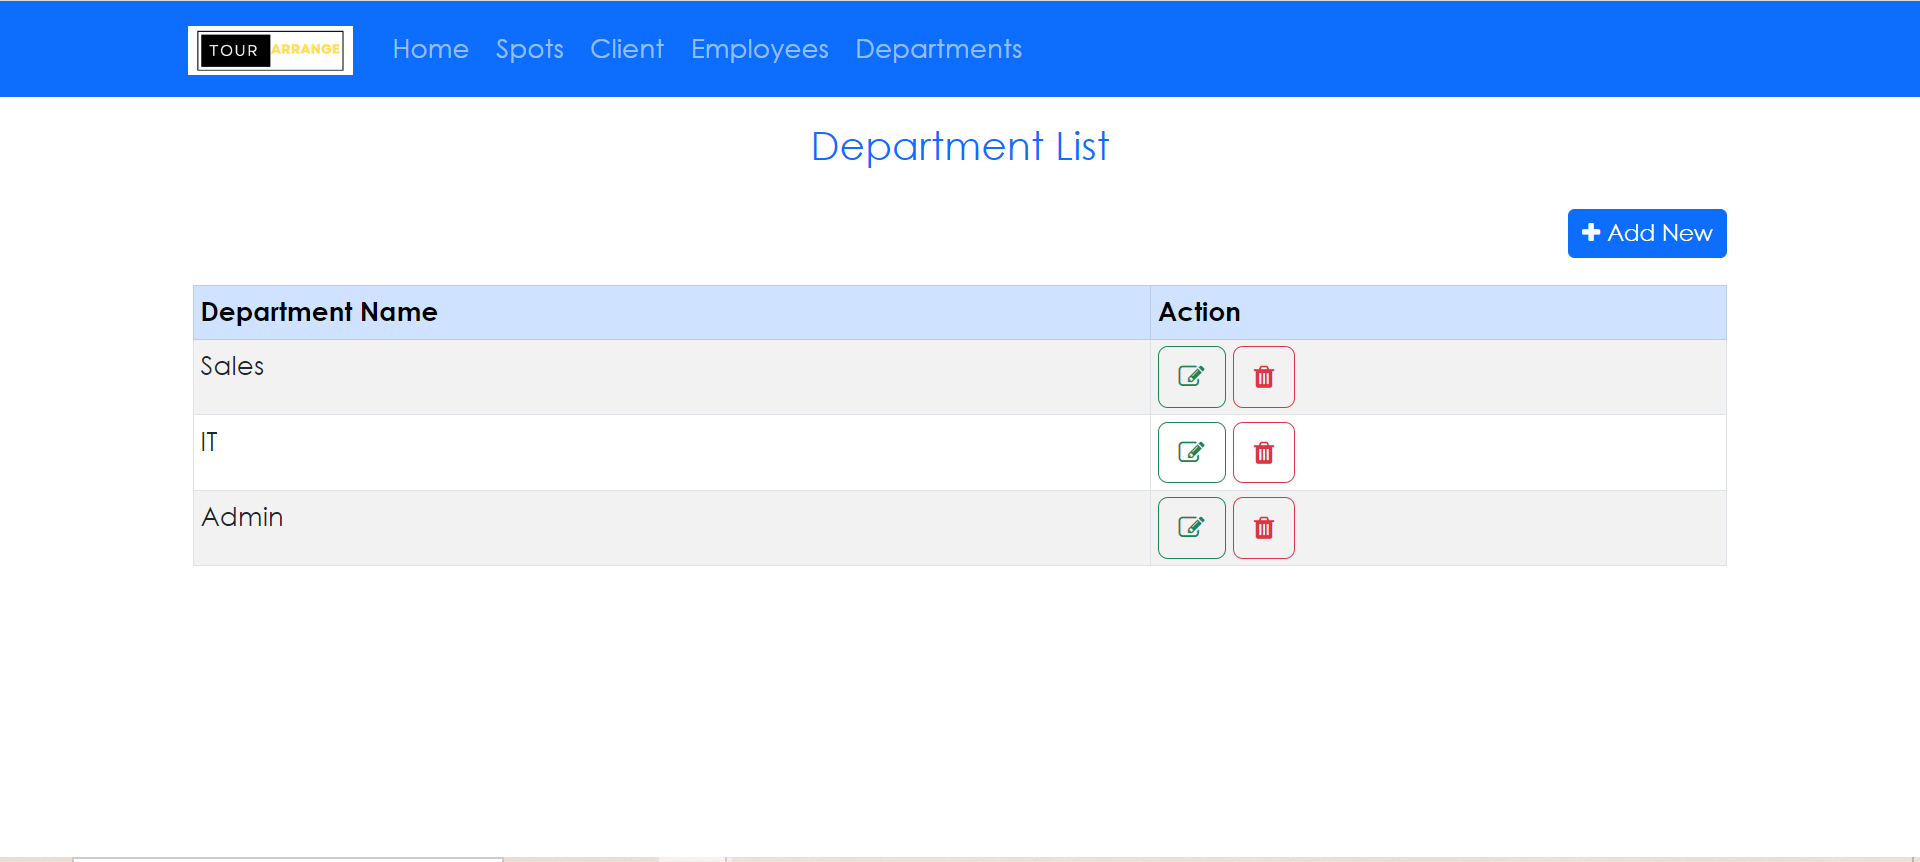 TOUR ARRANGE Home Spots Client Employees Departments
Department List
Add New
Department Name Action
Sales
IT
Admin